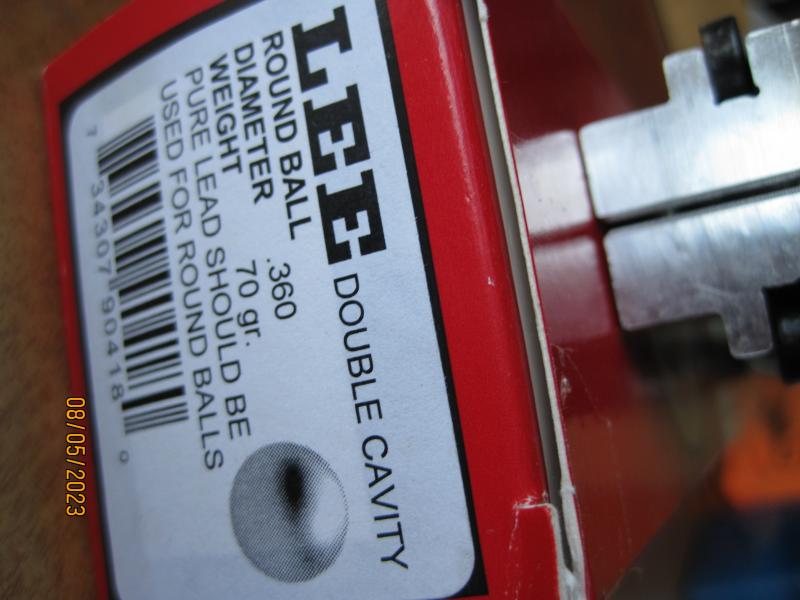 LEE DOUBLE CAVITY
ROUND BALL
DIAMETER .360
WEIGHT 70 gr.
PURE LEAD SHOULD BE
USED FOR ROUND BALLS
7 34307 90418 0
08/05/2023